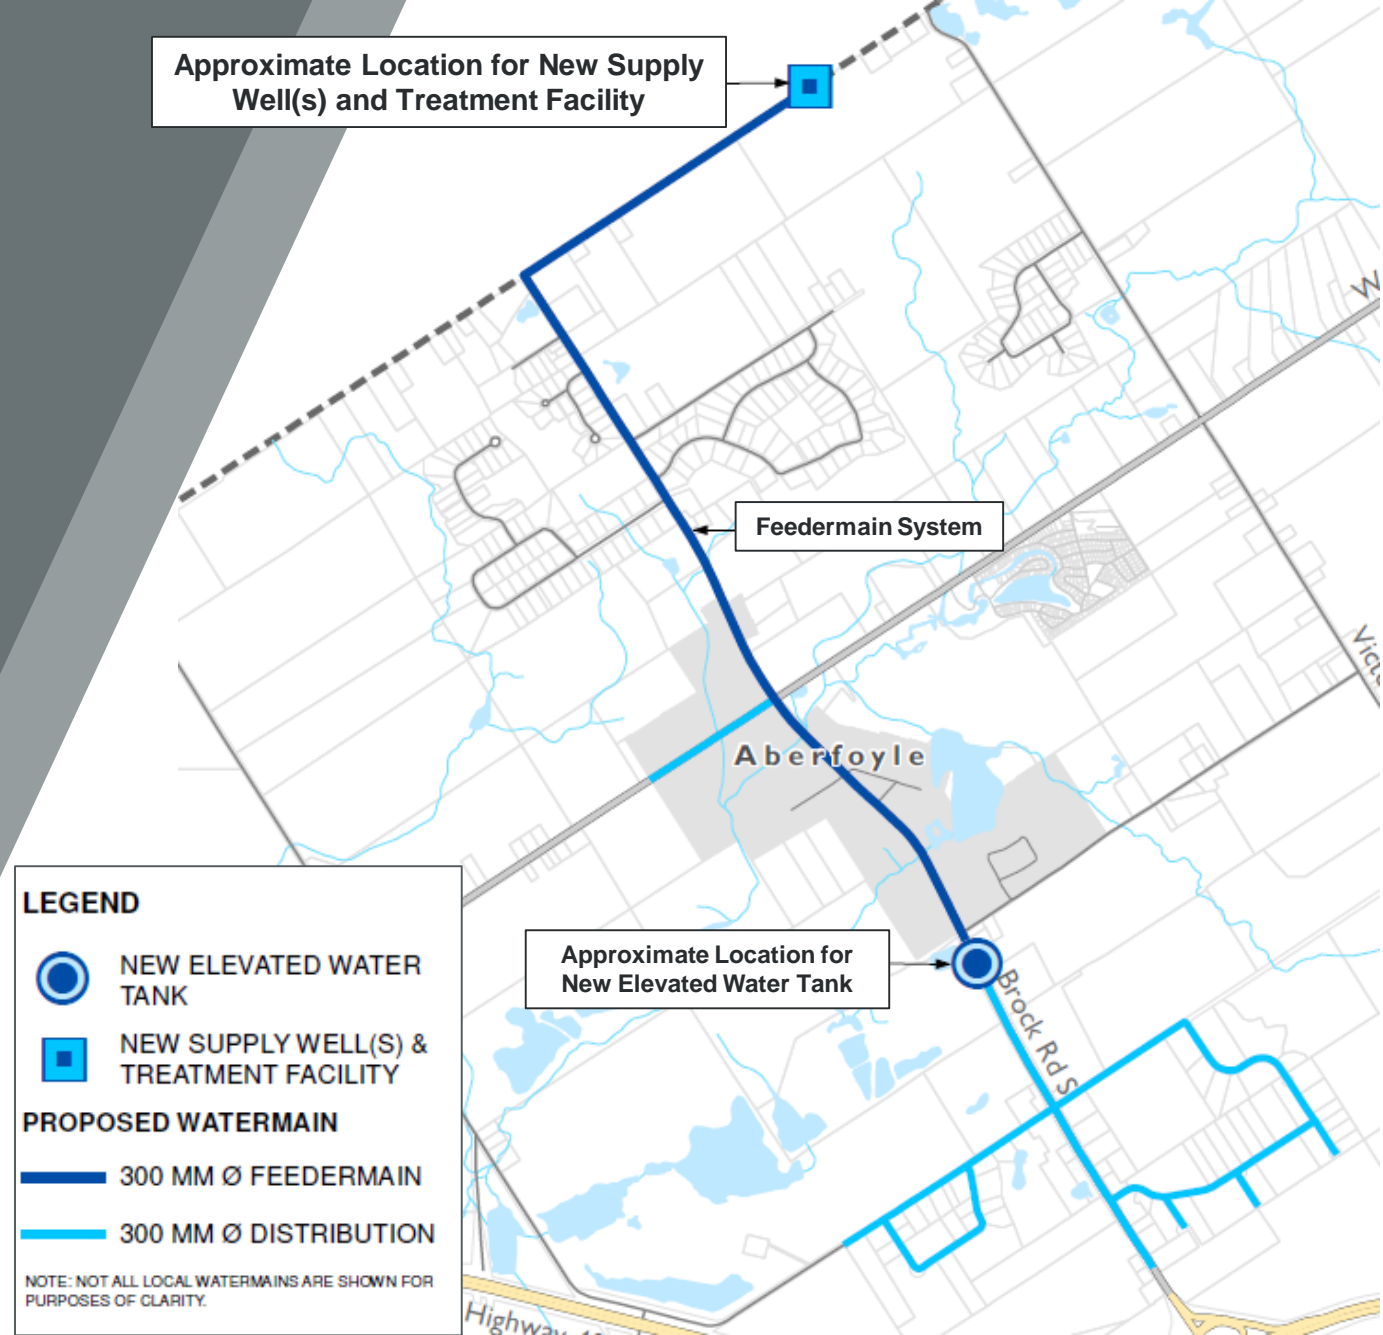 Approximate Location for New Supply
Well(s) and Treatment Facility
Feedermain System
Aberfoyle
Approximate Location for
New Elevated Water Tank
Brock Rd S
LEGEND
NEW ELEVATED WATER
TANK
NEW SUPPLY WELL(S) &
TREATMENT FACILITY
PROPOSED WATERMAIN
300 MM Ø FEEDERMAIN
300 MM Ø DISTRIBUTION
NOTE: NOT ALL LOCAL WATERMAINS ARE SHOWN FOR
PURPOSES OF CLARITY.
Highway